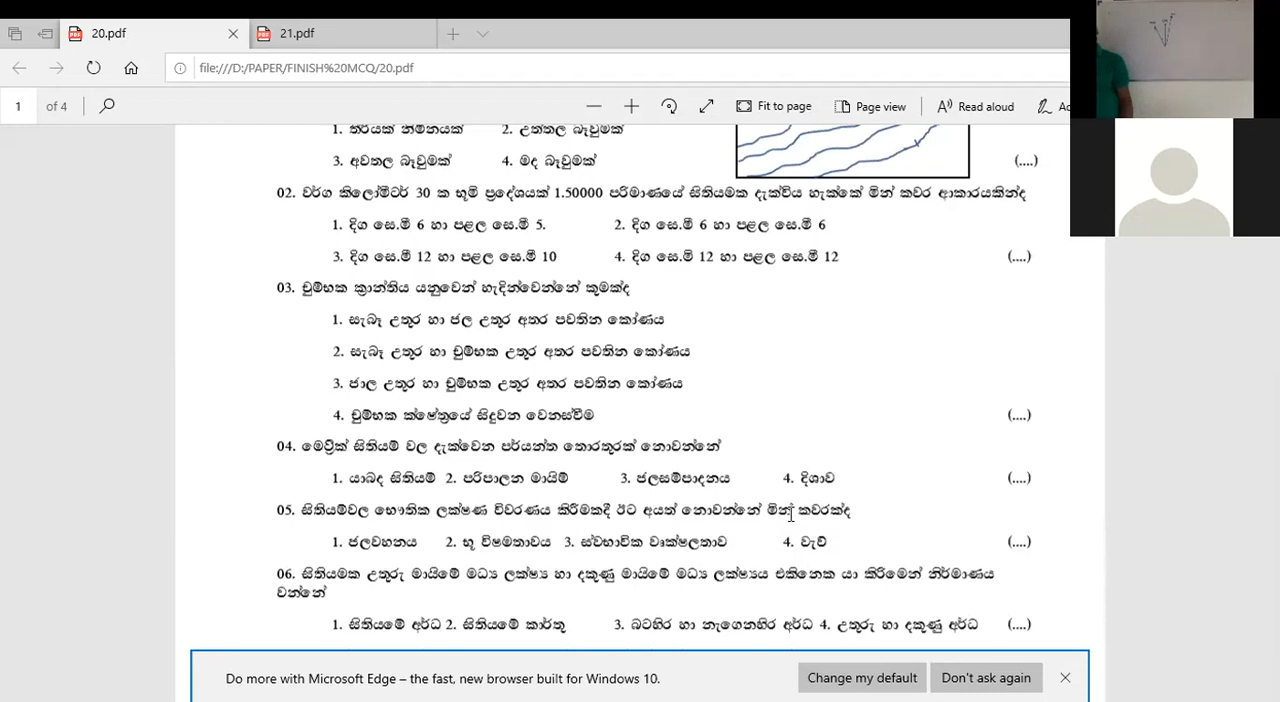 20.pdf 21.pdf
file:///D:/PAPER/FINISH%20MCQ/20.pdf
1 of 4 Fit to page Page view Read aloud
1. ත්රියක් නිම්නයක් 2. උත්තල බෑවුමක්
3. අවතල බෑවුමක් 4. මද බෑවුමක් (....)
02. වර්ග කිලෝමීටර් 30 ක භූමි ප්‍රදේශයක් 1.50000 පරිමාණයේ සිතියමක දැක්විය හැක්කේ මින් කවර ආකාරයකින්ද
1. දිග සෙ.මී 6 හා පළල සෙ.මී 5. 2. දිග සෙ.මී 6 හා පළල සෙ.මී 6
3. දිග සෙ.මී 12 හා පළල සෙ.මී 10 4. දිග සෙ.මී 12 හා පළල සෙ.මී 12 (....)
03. චුම්භක ක්‍රාන්තිය යනුවෙන් හැදින්වෙන්නේ කුමක්ද
1. සැබෑ උතුර හා ජල උතුර අතර පවතින කෝණය
2. සැබෑ උතුර හා චුම්භක උතුර අතර පවතින කෝණය
3. ජාල උතුර හා චුම්භක උතුර අතර පවතින කෝණය
4. චුම්භක ක්ෂේත්‍රයේ සිදුවන වෙනස්වීම (....)
04. මෙට්‍රික් සිතියම් වල දැක්වෙන පර්යන්ත තොරතුරක් නොවන්නේ
1. යාබද සිතියම් 2. පරිපාලන මායිම් 3. ජලසම්පාදනය 4. දිශාව (....)
05. සිතියම්වල භෞතික ලක්ෂණ විවරණය කිරීමකදී ඊට අයත් නොවන්නේ මින් කවරක්ද
1. ජලවහනය 2. භූ විෂමතාවය 3. ස්වභාවික වෘක්ෂලතාව 4. වැව් (....)
06. සිතියමක උතුරු මායිමේ මධ්‍ය ලක්ෂ්‍ය හා දකුණු මායිමේ මධ්‍ය ලක්ෂ්‍යය එකිනෙක යා කිරීමෙන් නිර්මාණය
වන්නේ
1. සිතියමේ අර්ධ 2. සිතියමේ කාර්තු 3. බටහිර හා නැගෙනහිර අර්ධ 4. උතුරු හා දකුණු අර්ධ (....)
Do more with Microsoft Edge – the fast, new browser built for Windows 10. Change my default Don't ask again